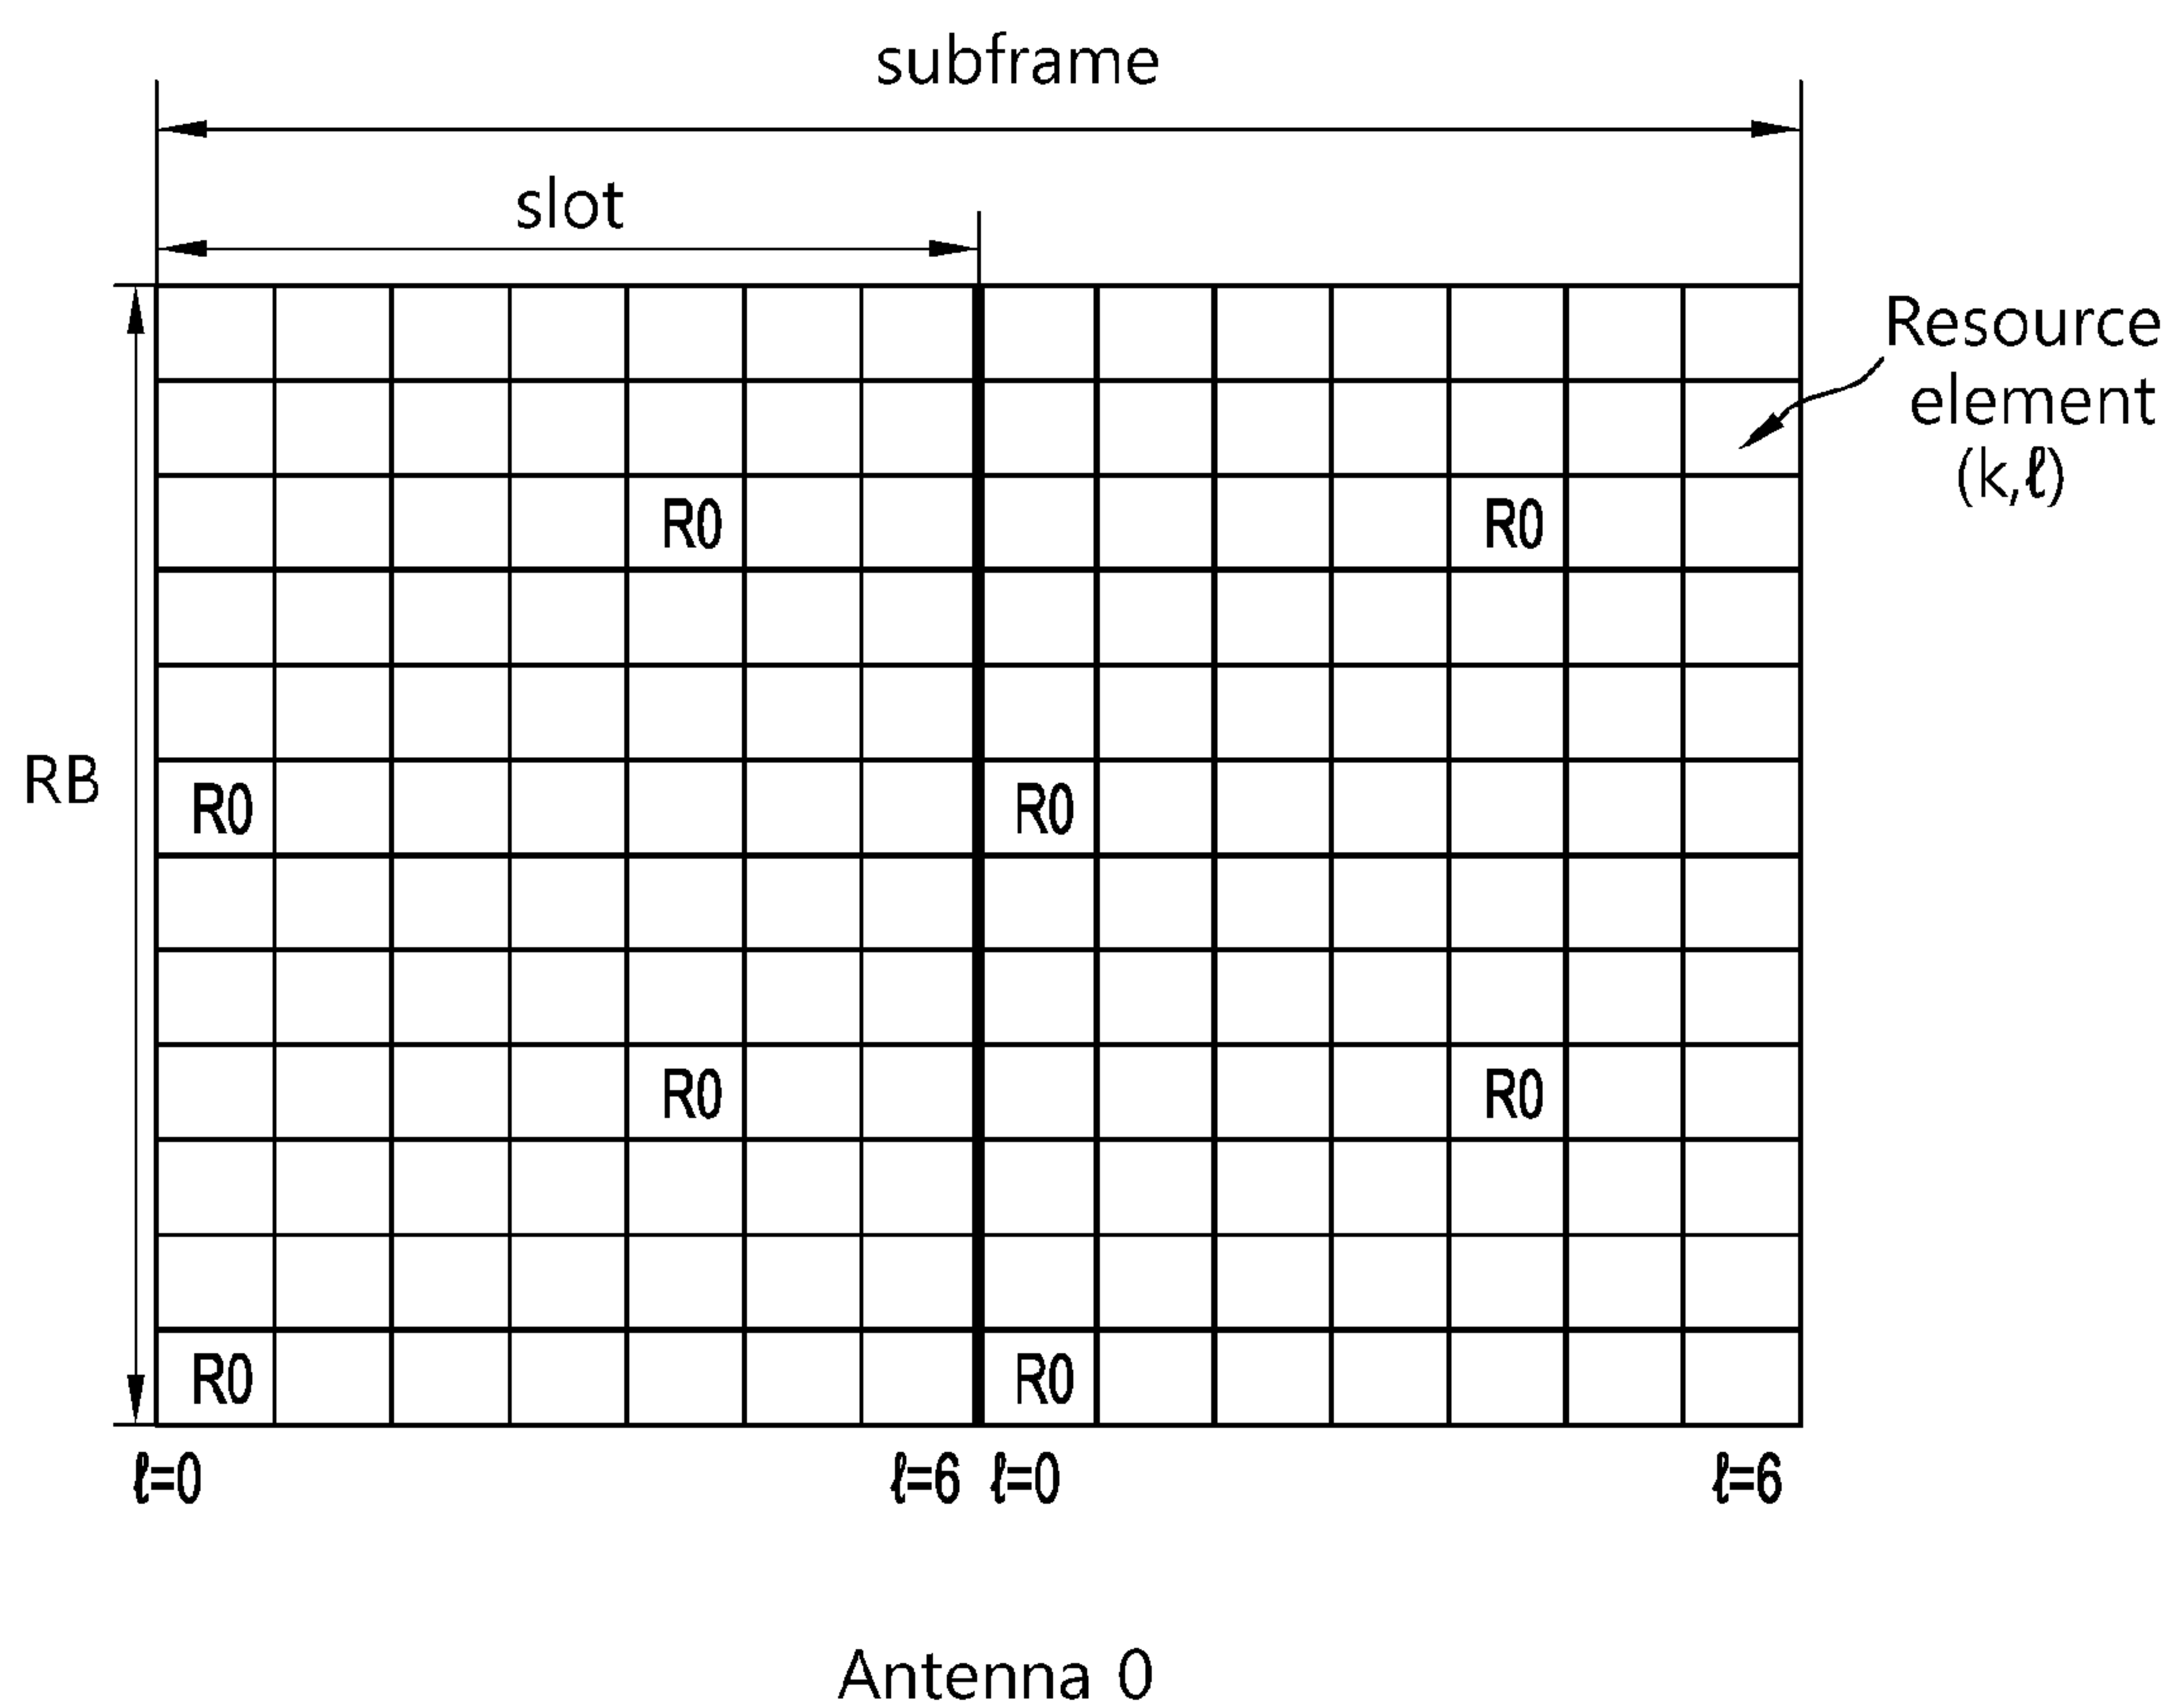 subframe
slot
Resource
element
(k,ℓ)
R0 R0
RB
R0 R0
R0 R0
R0 R0
ℓ=0 ℓ=6 ℓ=0 ℓ=6
Antenna 0